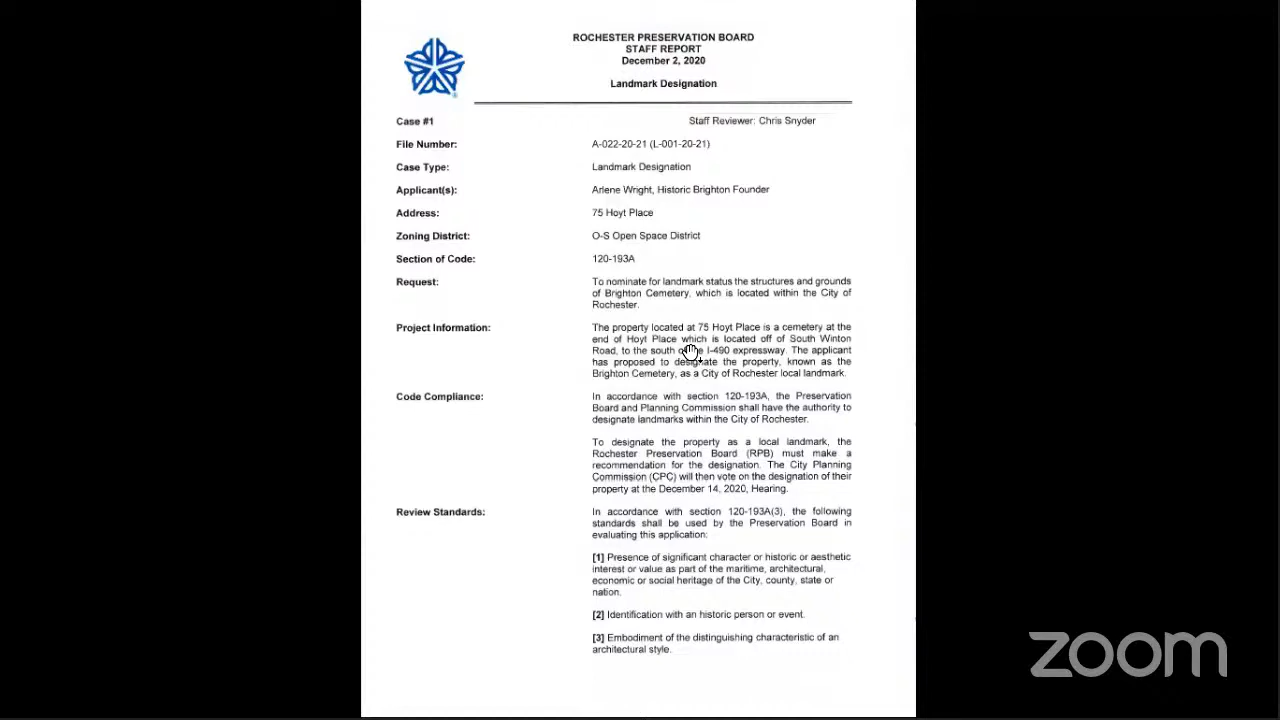 ROCHESTER PRESERVATION BOARD
STAFF REPORT
December 2, 2020
Landmark Designation
Case #1
Staff Reviewer: Chris Snyder
File Number:
A-022-20-21 (L-001-20-21)
Case Type:
Landmark Designation
Applicant(s):
Arlene Wright, Historic Brighton Founder
Address:
75 Hoyt Place
Zoning District:
O-S Open Space District
Section of Code:
120-193A
Request:
To nominate for landmark status the structures and grounds
of Brighton Cemetery, which is located within the City of
Rochester.
Project Information:
The property located at 75 Hoyt Place is a cemetery at the
end of Hoyt Place which is located off of South Winton
Road, to the south of the I-490 expressway. The applicant
has proposed to designate the property, known as the
Brighton Cemetery, as a City of Rochester local landmark.
Code Compliance:
In accordance with section 120-193A, the Preservation
Board and Planning Commission shall have the authority to
designate landmarks within the City of Rochester.
To designate the property as a local landmark, the
Rochester Preservation Board (RPB) must make a
recommendation for the designation. The City Planning
Commission (CPC) will then vote on the designation of their
property at the December 14, 2020, Hearing.
Review Standards:
In accordance with section 120-193A(3), the following
standards shall be used by the Preservation Board in
evaluating this application:
[1] Presence of significant character or historic or aesthetic
interest or value as part of the maritime, architectural,
economic or social heritage of the City, county, state or
nation.
[2] Identification with an historic person or event.
[3] Embodiment of the distinguishing characteristic of an
architectural style.
zoom